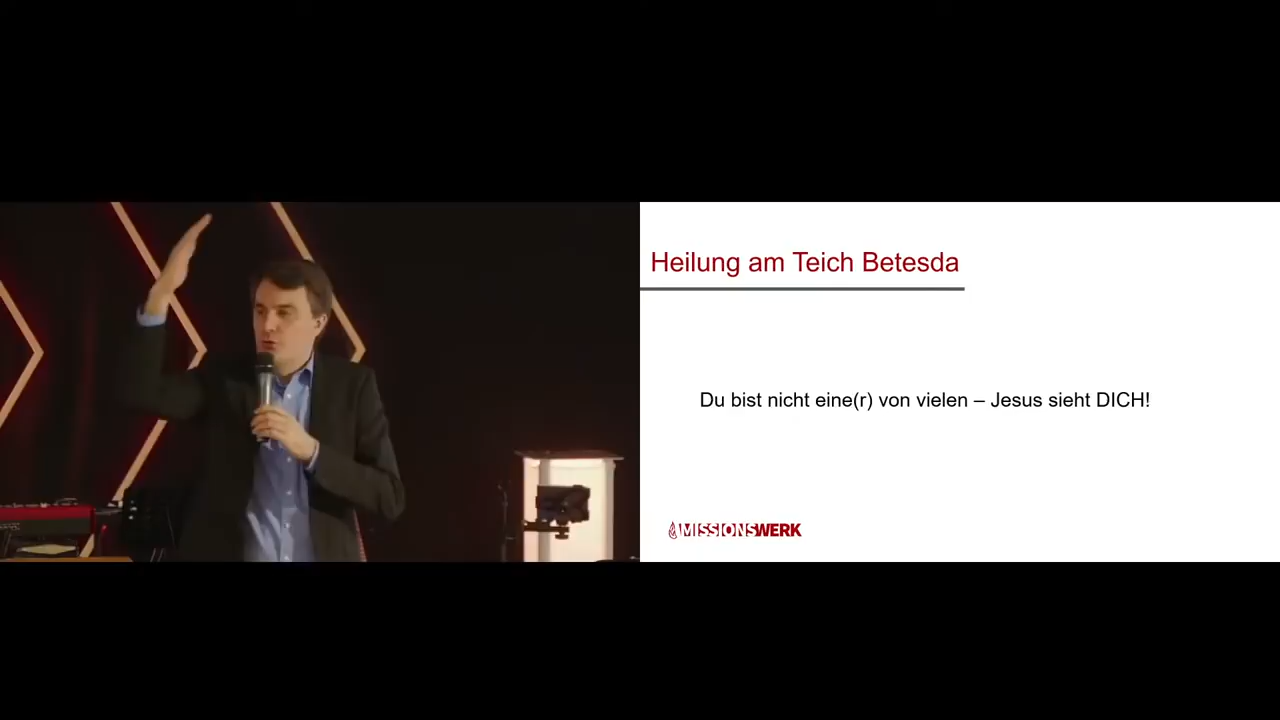 Heilung am Teich Betesda
Du bist nicht eine(r) von vielen – Jesus sieht DICH!
MISSIONSWERK